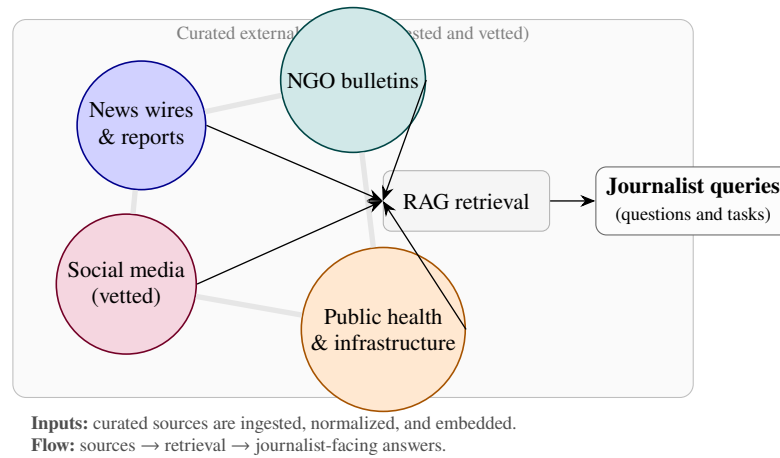 Curated external ested and vetted)
NGO bulletins
News wires
& reports
RAG retrieval
Journalist queries
(questions and tasks)
Social media
(vetted)
Public health
& infrastructure
Inputs: curated sources are ingested, normalized, and embedded.
Flow: sources → retrieval → journalist-facing answers.